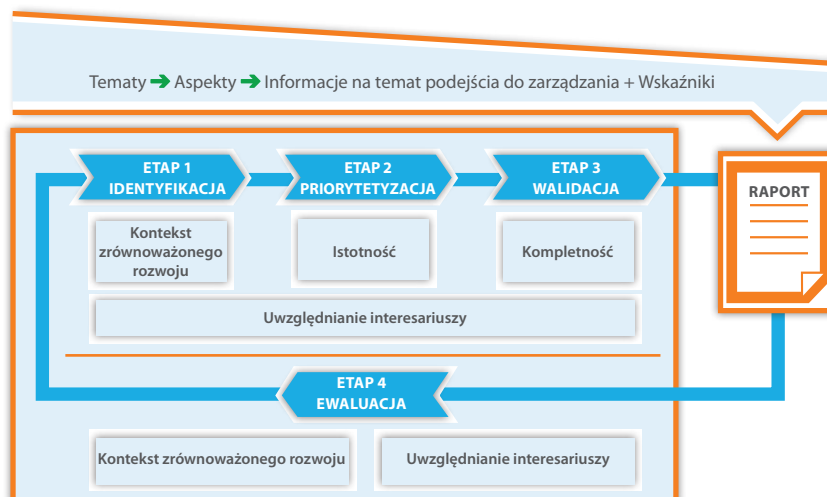 Tematy ➔ Aspekty ➔ Informacje na temat podejścia do zarządzania + Wskaźniki
ETAP 1
IDENTYFIKACJA
ETAP 2
PRIORYTETYZACJA
ETAP 3
WALIDACJA
RAPORT
Kontekst
zrównoważonego
rozwoju
Istotność
Kompletność
Uwzględnianie interesariuszy
ETAP 4
EWALUACJA
Kontekst zrównoważonego rozwoju
Uwzględnianie interesariuszy